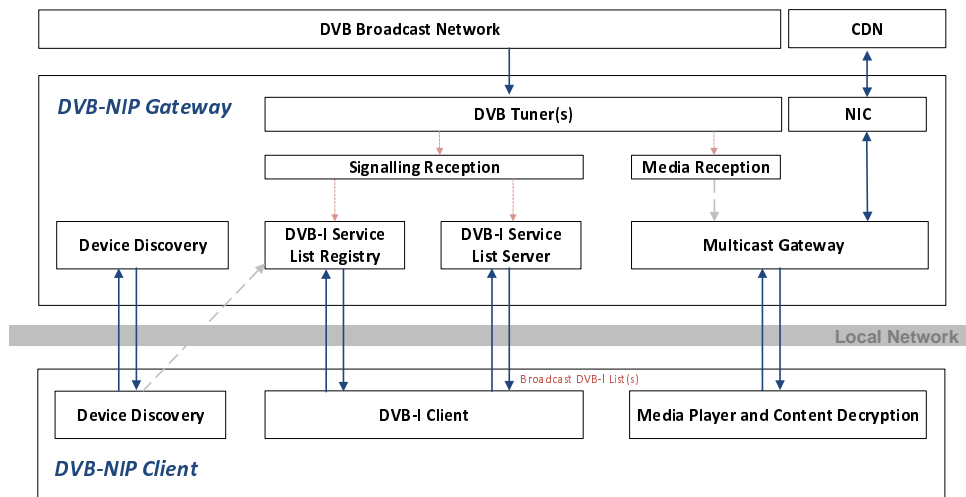 DVB Broadcast Network
CDN
DVB-NIP Gateway
DVB Tuner(s)
NIC
Signalling Reception
Media Reception
Device Discovery
DVB-I Service
List Registry
DVB-I Service
List Server
Multicast Gateway
Local Network
Broadcast DVB-I List(s)
Device Discovery
DVB-I Client
Media Player and Content Decryption
DVB-NIP Client